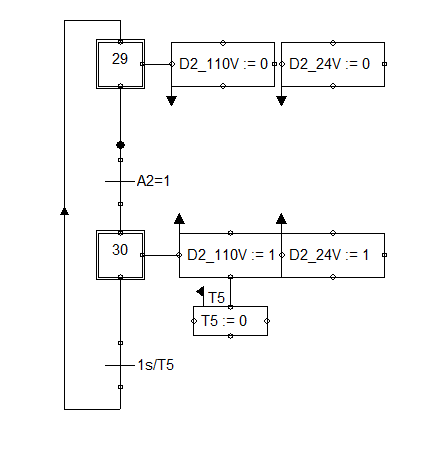 29
D2_110V := 0
D2_24V := 0
A2=1
30
D2_110V := 1
D2_24V := 1
T5
T5 := 0
1s/T5